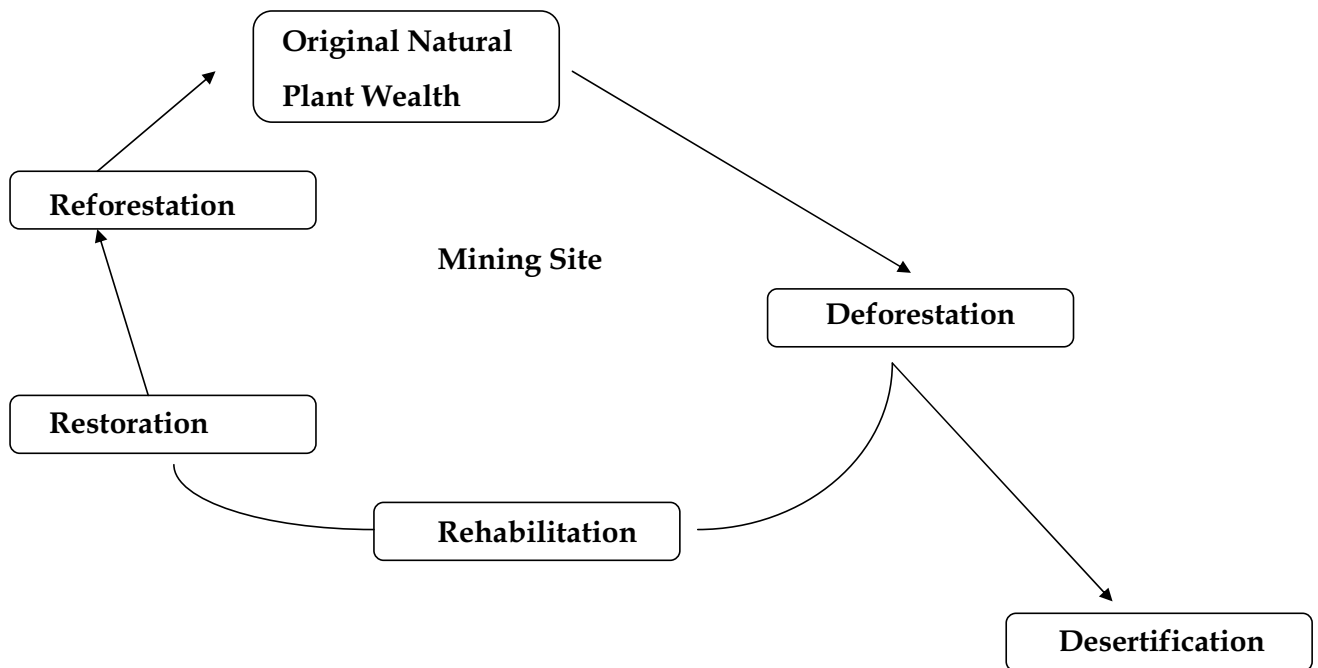 Original Natural
Plant Wealth
Reforestation
Mining Site
Deforestation
Restoration
Rehabilitation
Desertification